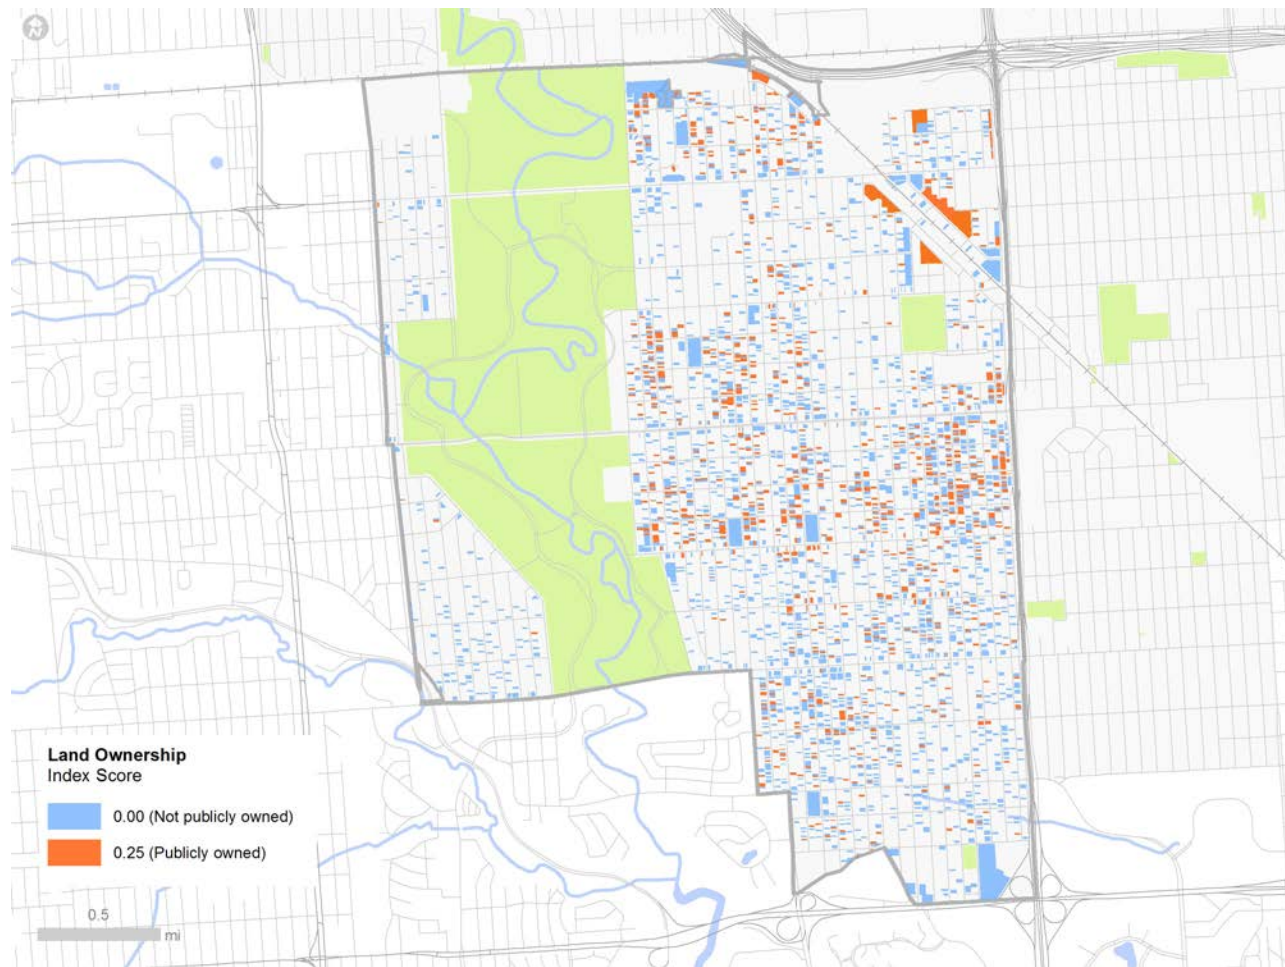 N
Land Ownership
Index Score
0.00 (Not publicly owned)
0.25 (Publicly owned)
0.5
mi